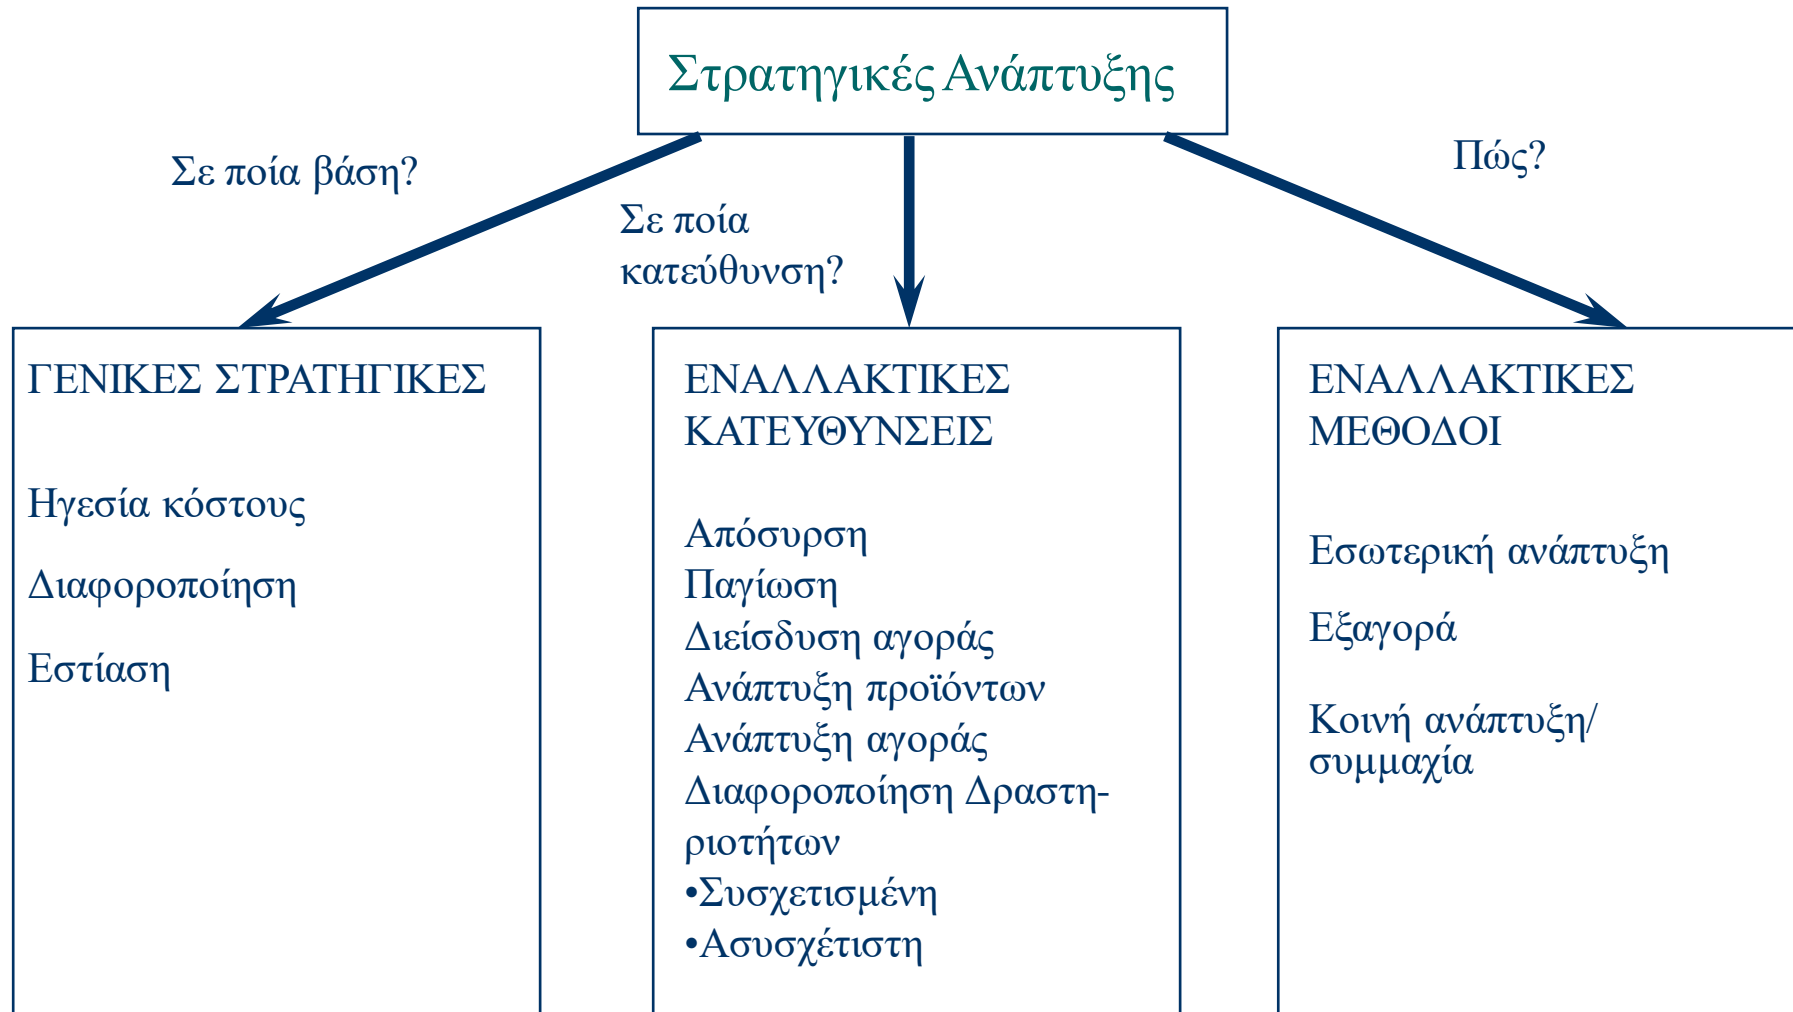 Στρατηγικές Ανάπτυξης
Σε ποία βάση?
Σε ποία
κατεύθυνση?
Πώς?
ΓΕΝΙΚΕΣ ΣΤΡΑΤΗΓΙΚΕΣ
Ηγεσία κόστους
Διαφοροποίηση
Εστίαση
ΕΝΑΛΛΑΚΤΙΚΕΣ
ΚΑΤΕΥΘΥΝΣΕΙΣ
Απόσυρση
Παγίωση
Διείσδυση αγοράς
Ανάπτυξη προϊόντων
Ανάπτυξη αγοράς
Διαφοροποίηση Δραστη-
ριοτήτων
•Συσχετισμένη
•Ασυσχέτιστη
ΕΝΑΛΛΑΚΤΙΚΕΣ
ΜΕΘΟΔΟΙ
Εσωτερική ανάπτυξη
Εξαγορά
Κοινή ανάπτυξη/
συμμαχία